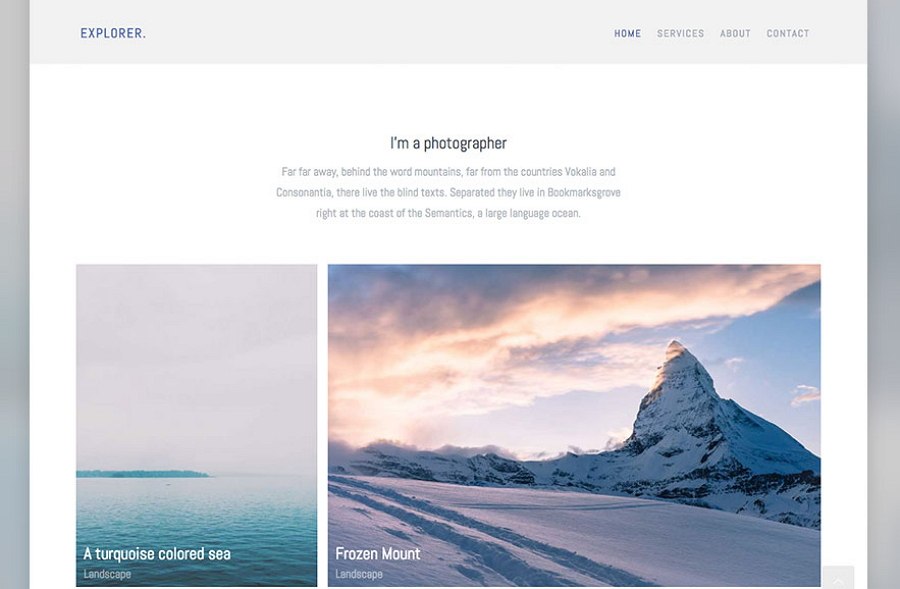 EXPLORER.
HOME SERVICES ABOUT CONTACT
I'm a photographer
Far far away, behind the word mountains, far from the countries Vokalia and
Consonantia, there live the blind texts. Separated they live in Bookmarksgrove
right at the coast of the Semantics, a large language ocean.
A turquoise colored sea
Landscape
Frozen Mount
Landscape